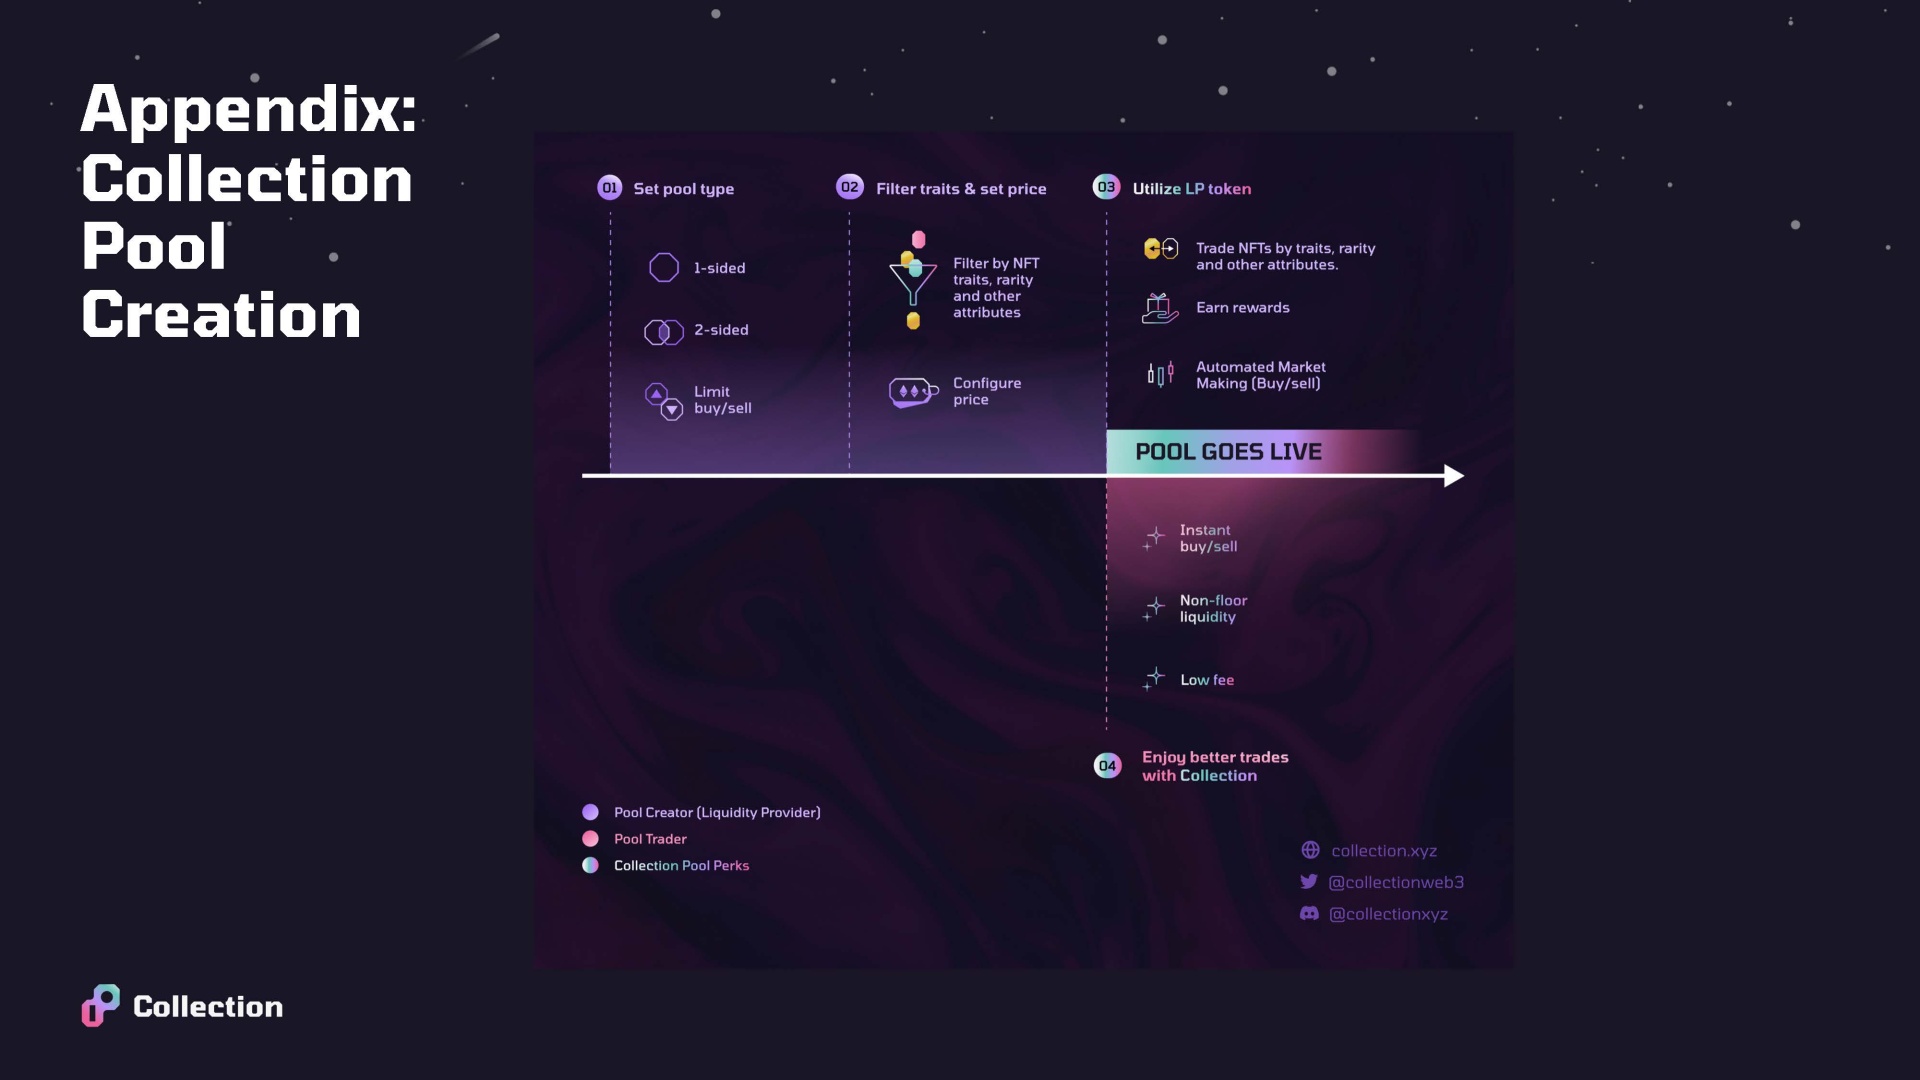 Appendix:
Collection
Pool
Creation
01 Set pool type
1-sided
2-sided
Limit
buy/sell
02 Filter traits & set price
Filter by NFT
traits, rarity
and other
attributes
Configure
price
03 Utilize LP token
Trade NFTs by traits, rarity
and other attributes.
Earn rewards
Automated Market
Making (Buy/sell)
POOL GOES LIVE
Instant
buy/sell
Non-floor
liquidity
Low fee
04 Enjoy better trades
with Collection
Pool Creator (Liquidity Provider)
Pool Trader
Collection Pool Perks
collection.xyz
@collectionweb3
@collectionxyz
Collection